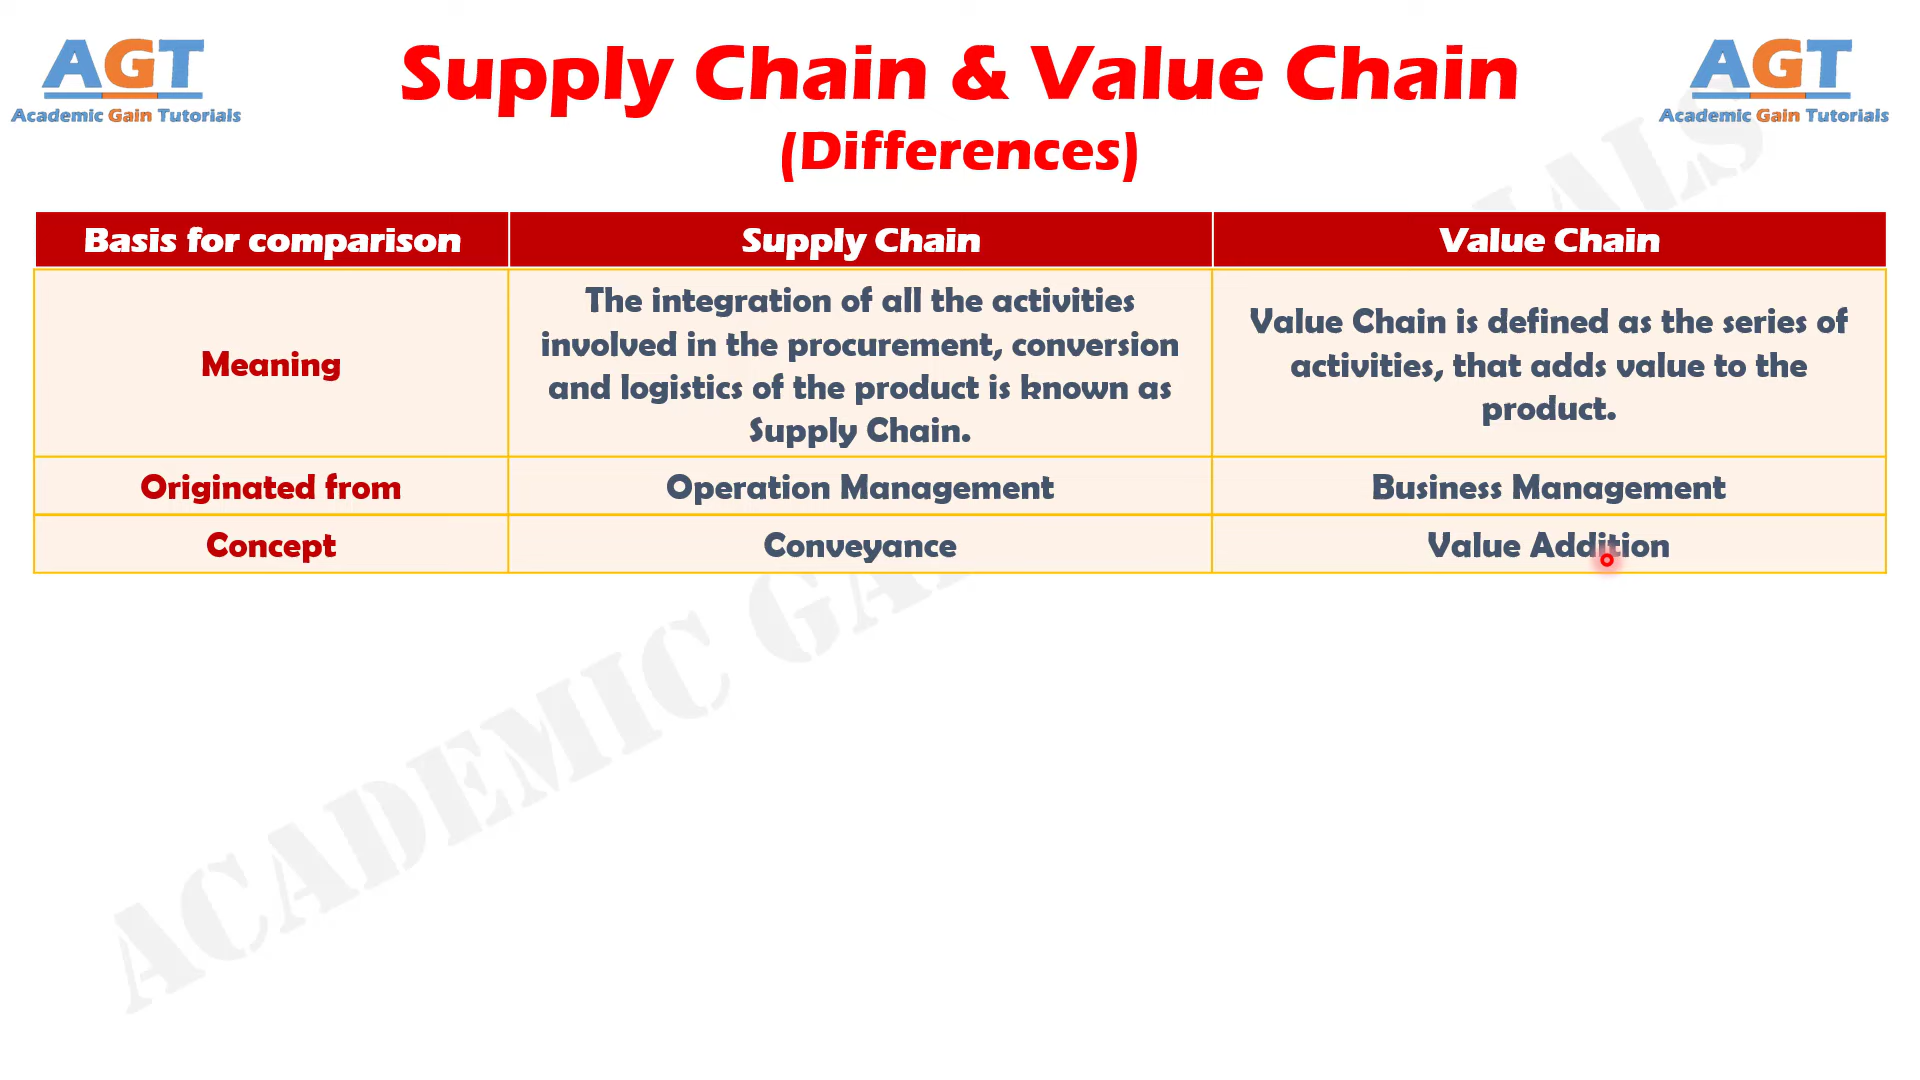 AGT
Academic Gain Tutorials
Supply Chain & Value Chain
(Differences)
AGT
Academic Gain Tutorials
Basis for comparison
Supply Chain
Value Chain
Meaning
The integration of all the activities
involved in the procurement, conversion
and logistics of the product is known as
Supply Chain.
Value Chain is defined as the series of
activities, that adds value to the
product.
Originated from
Operation Management
Business Management
Concept
Conveyance
Value Addition
ACADEMIC